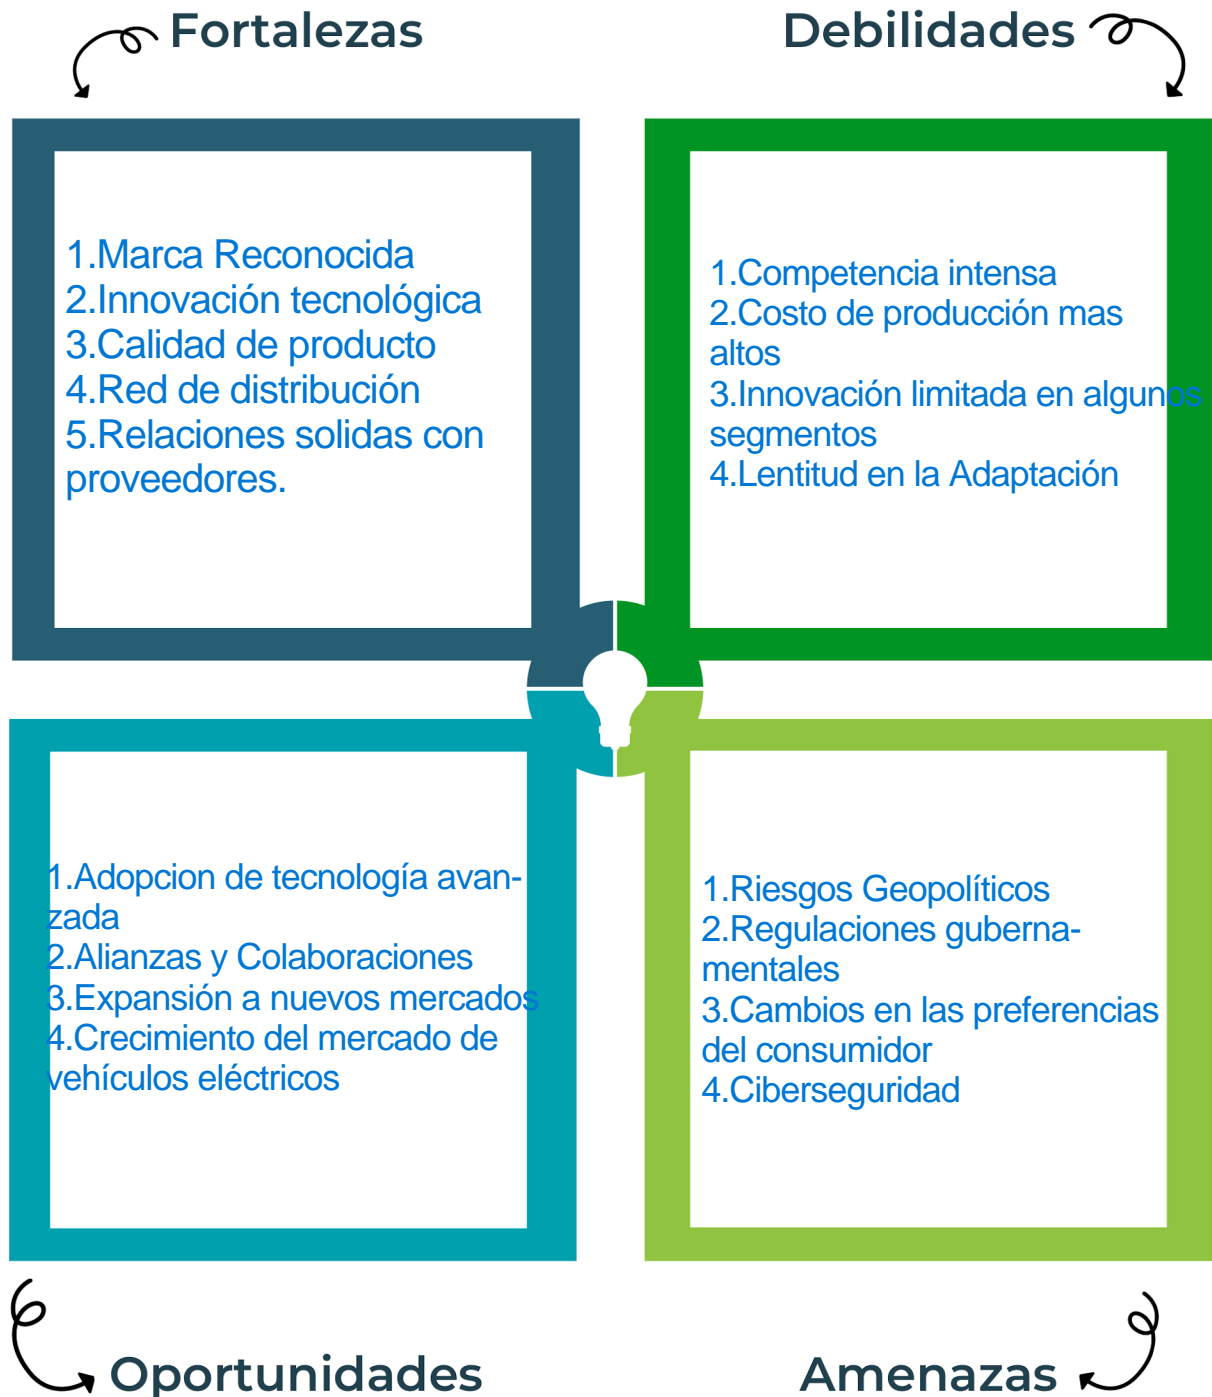 Fortalezas
Debilidades
1.Marca Reconocida
2.Innovación tecnológica
3.Calidad de producto
4.Red de distribución
5.Relaciones solidas con
proveedores.
1.Competencia intensa
2.Costo de producción mas
altos
3.Innovación limitada en algunos
segmentos
4.Lentitud en la Adaptación
1.Adopcion de tecnología avan-
zada
2.Alianzas y Colaboraciones
3.Expansión a nuevos mercados
4.Crecimiento del mercado de
vehículos eléctricos
1.Riesgos Geopolíticos
2.Regulaciones guberna-
mentales
3.Cambios en las preferencias
del consumidor
4.Ciberseguridad
Oportunidades
Amenazas